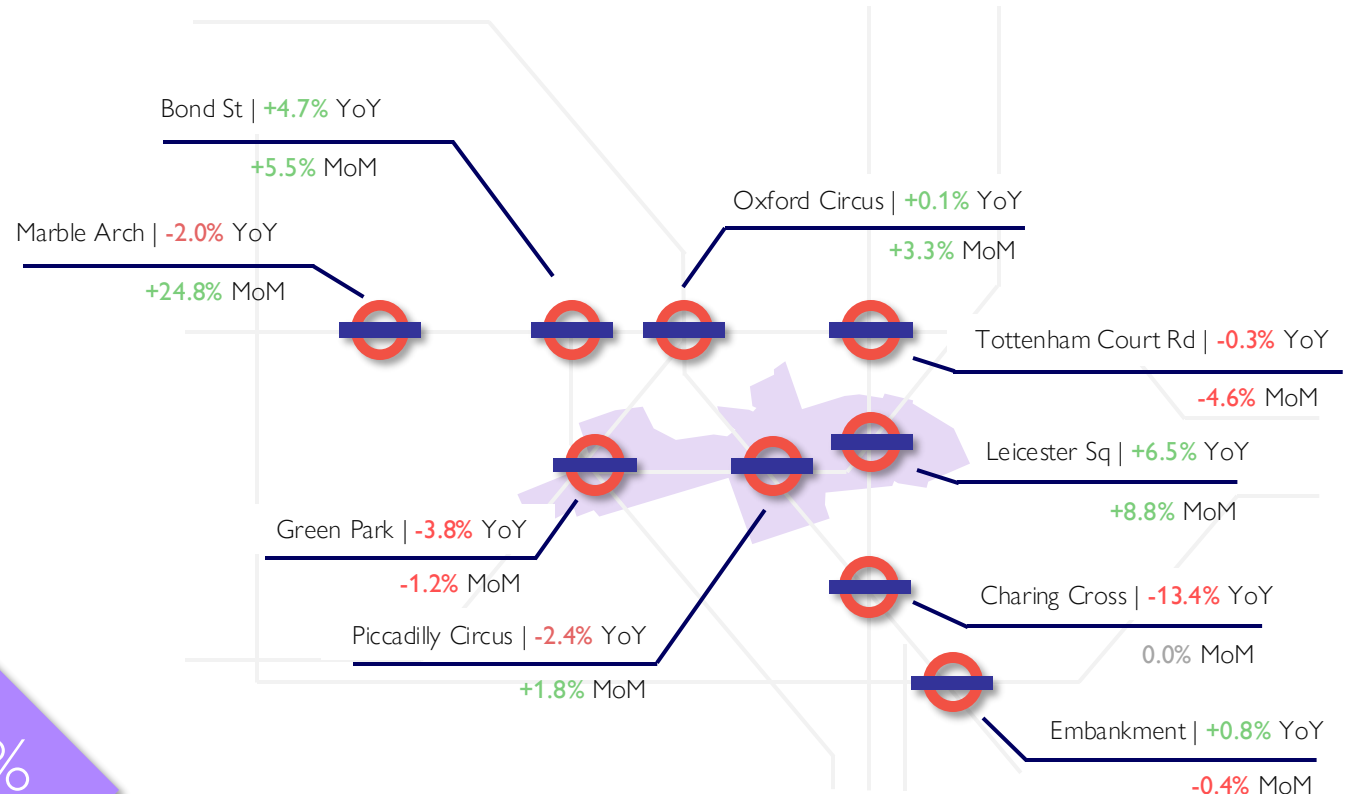 Bond St | +4.7% YoY
+5.5% MoM
Oxford Circus | +0.1% YoY
+3.3% MoM
Marble Arch | -2.0% YoY
+24.8% MoM
Tottenham Court Rd | -0.3% YoY
-4.6% MoM
Leicester Sq | +6.5% YoY
+8.8% MoM
Green Park | -3.8% YoY
-1.2% MoM
Charing Cross | -13.4% YoY
0.0% MoM
Piccadilly Circus | -2.4% YoY
+1.8% MoM
Embankment | +0.8% YoY
-0.4% MoM
%